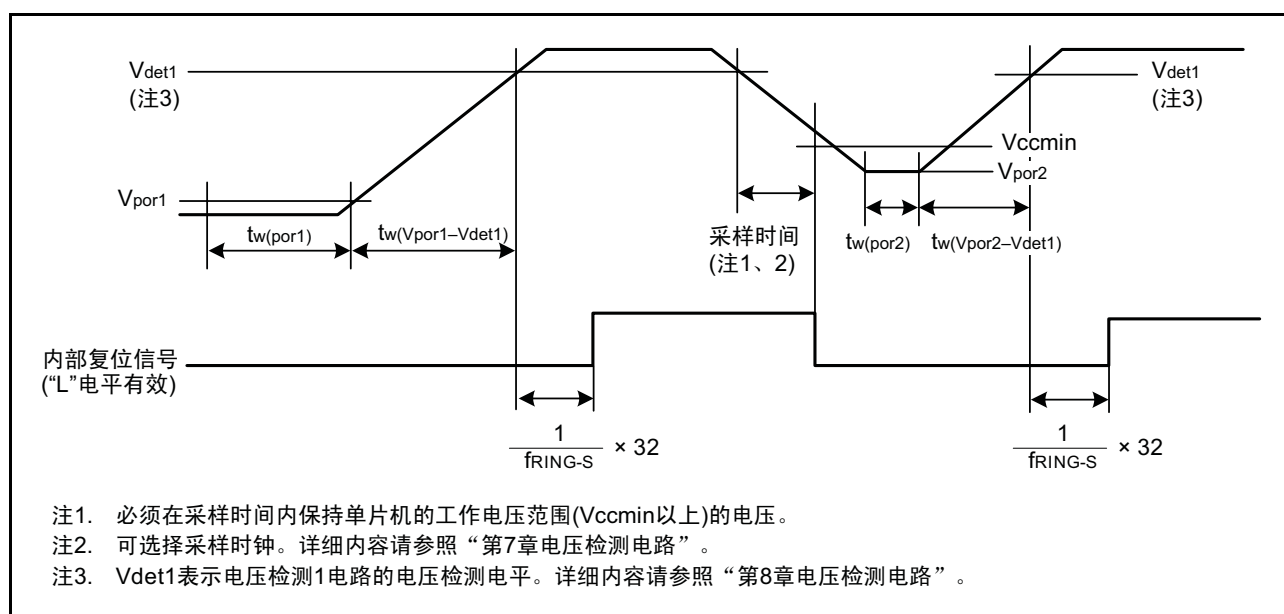 Vdet1
(注3)
Vdet1
(注3)
Vccmin
Vpor2
Vpor1
tw(por1)
tw(Vpor1–Vdet1)
采样时间
(注1、2)
tw(por2)
tw(Vpor2–Vdet1)
内部复位信号
(“L”电平有效)
1
fRING-S
× 32
1
fRING-S
× 32
注1. 必须在采样时间内保持单片机的工作电压范围(Vccmin以上)的电压。
注2. 可选择采样时钟。详细内容请参照“第7章电压检测电路”。
注3. Vdet1表示电压检测1电路的电压检测电平。详细内容请参照“第8章电压检测电路”。